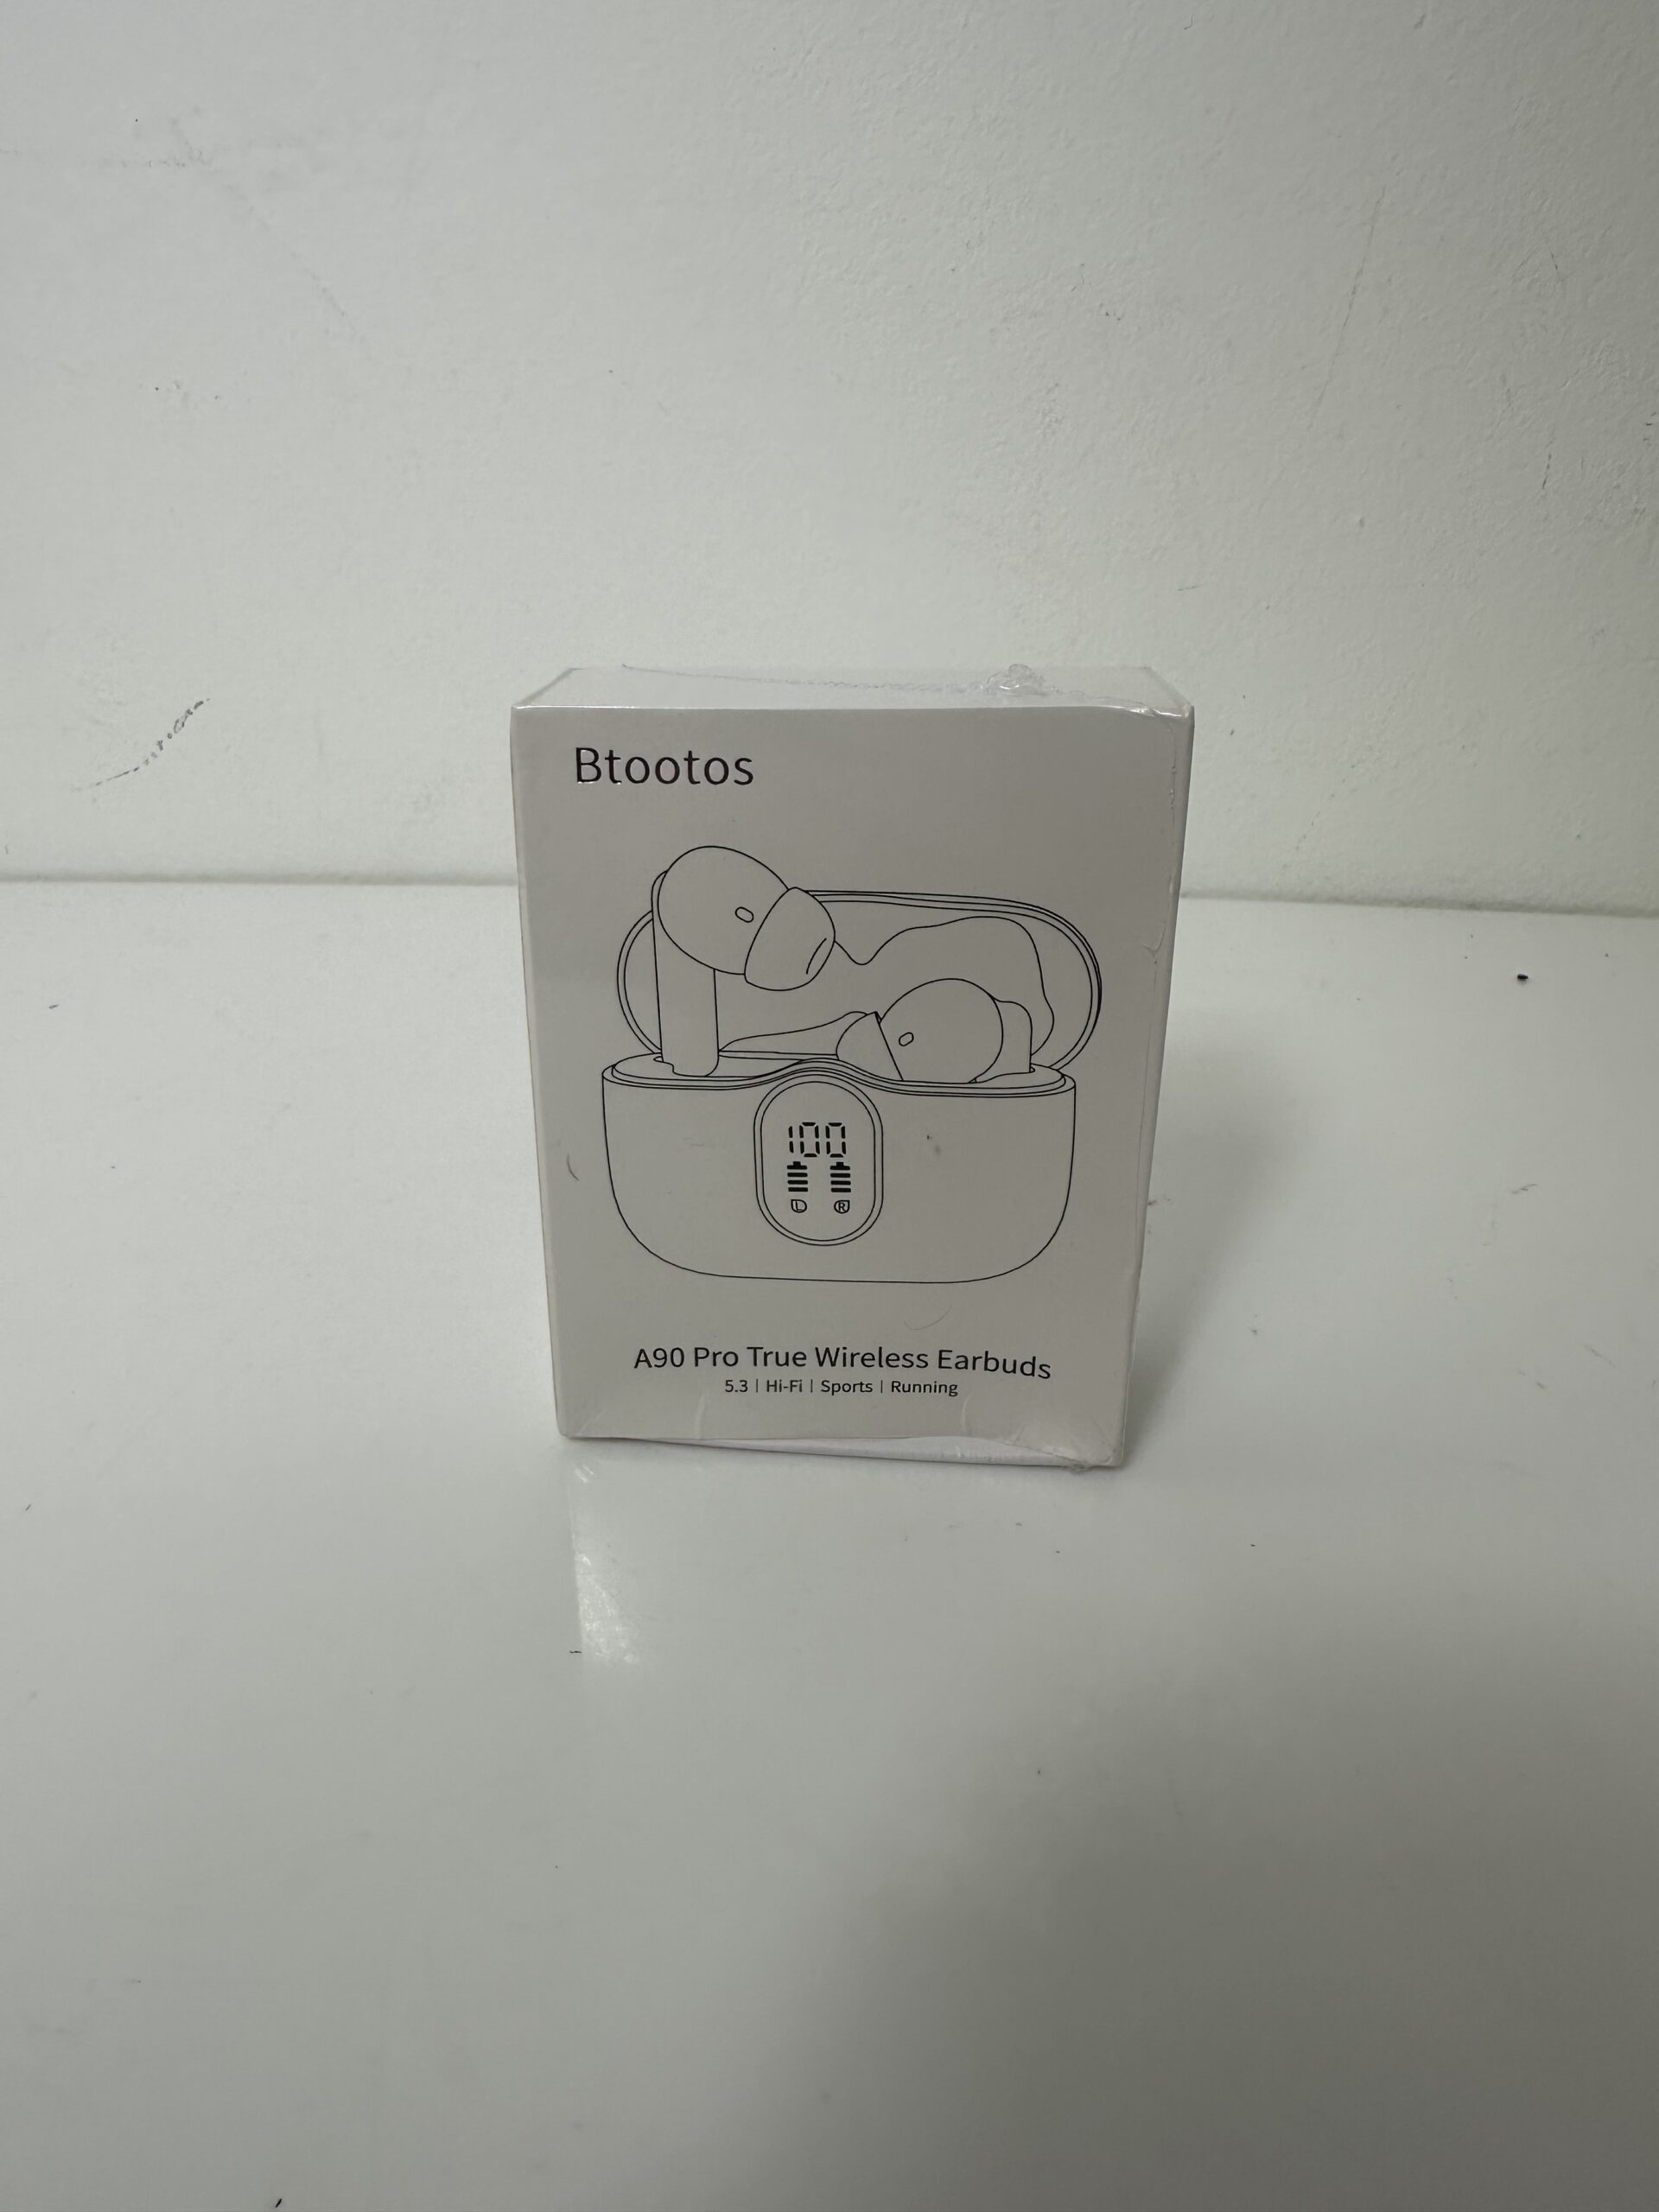 Btootos
100
L R
A90 Pro True Wireless Earbuds
5.3 | Hi-Fi | Sports | Running